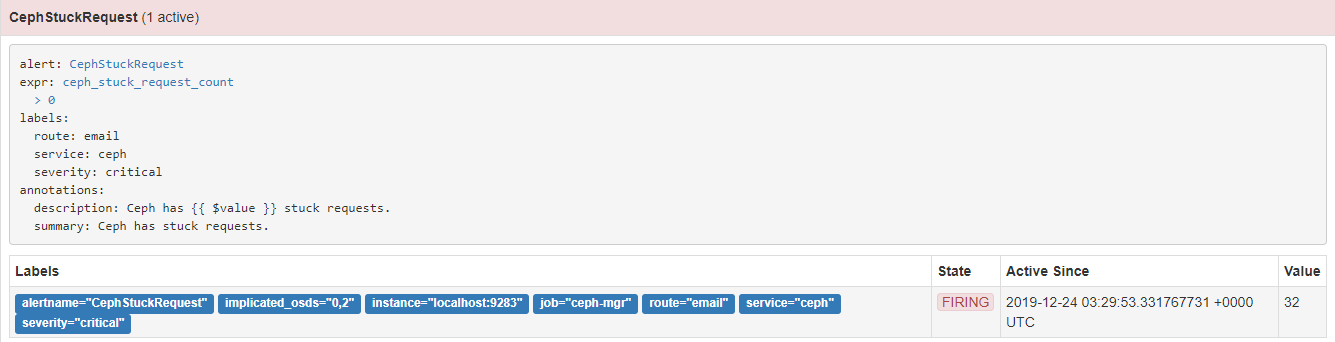 CephStuckRequest (1 active)
alert: CephStuckRequest
expr: ceph_stuck_request_count
  > 0
labels:
  route: email
  service: ceph
  severity: critical
annotations:
  description: Ceph has {{ $value }} stuck requests.
  summary: Ceph has stuck requests.
Labels State Active Since Value
alertname="CephStuckRequest" implicated_osds="0,2" instance="localhost:9283" job="ceph-mgr" route="email" service="ceph" FIRING 2019-12-24 03:29:53.331767731 +0000 32
severity="critical" UTC